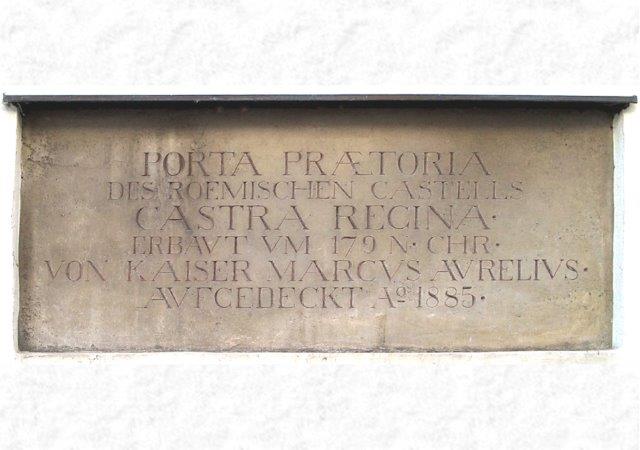 PORTA PRÆTORIA
DES ROEMISCHEN CASTELLS
CASTRA REGINA·
ERBAVT VM 179 N· CHR·
VON KAISER MARCVS AVRELIVS·
AVFGEDECKT Aº 1885·